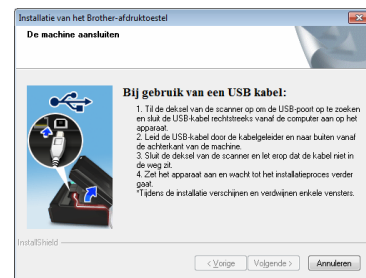 Installatie van het Brother-afdruktoestel
De machine aansluiten
Bij gebruik van een USB kabel:
1. Til de deksel van de scanner op om de USB-poort op te zoeken
en sluit de USB-kabel rechtstreeks vanaf de computer aan op het
apparaat.
2. Leid de USB-kabel door de kabelgeleider en naar buiten vanaf
de achterkant van de machine.
3. Sluit de deksel van de scanner en let erop dat de kabel niet in
de weg zit.
4. Zet het apparaat aan en wacht tot het installatieproces verder
gaat.
*Tijdens de installatie verschijnen en verdwijnen enkele vensters.
InstallShield
< Vorige
Volgende >
Annuleren